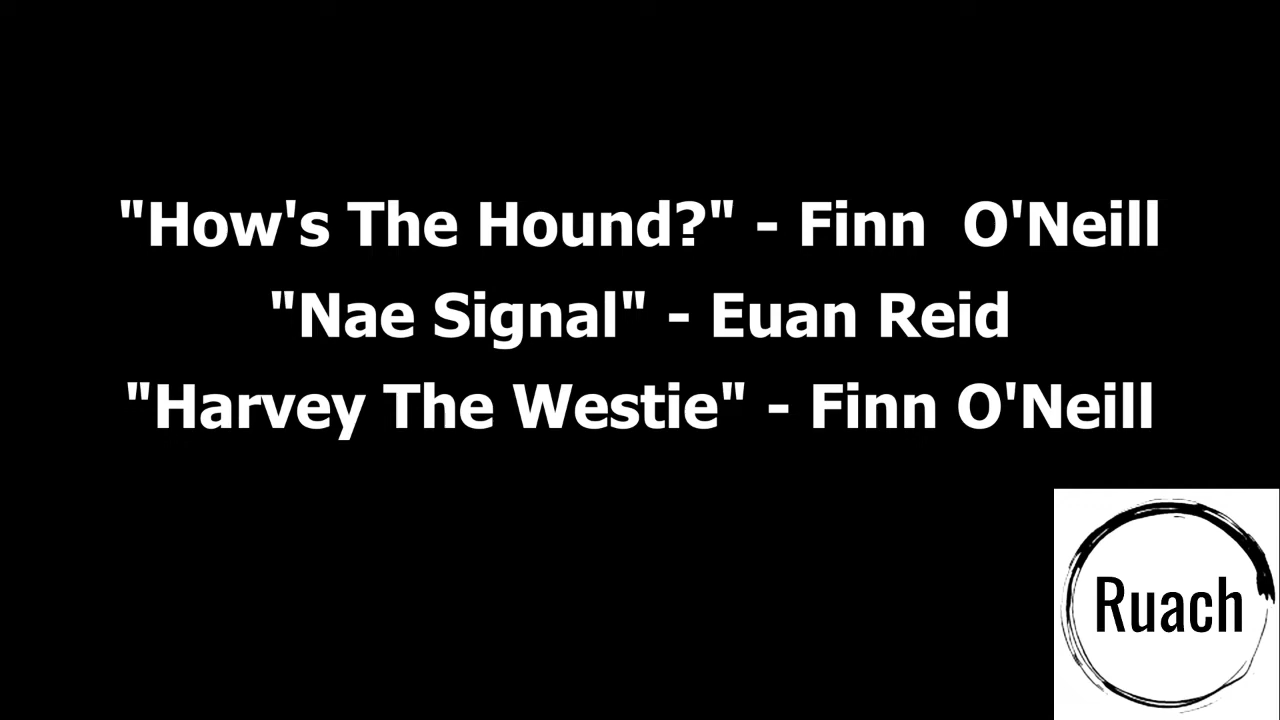 "How's The Hound?" - Finn  O'Neill
"Nae Signal" - Euan Reid
"Harvey The Westie" - Finn O'Neill
Ruach